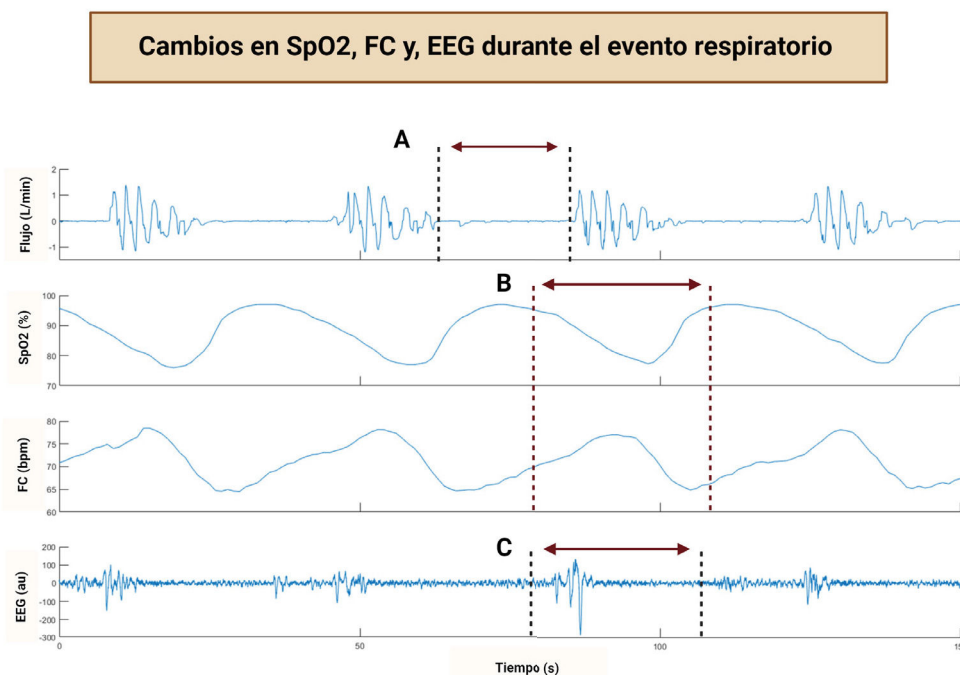 Cambios en SpO2, FC y, EEG durante el evento respiratorio
A
Flujo (L/min)
2
1
0
-1
B
SpO2 (%)
100
90
80
70
FC (bpm)
80
75
70
65
60
C
EEG (au)
200
100
0
-100
-200
-300
0
50
100
150
Tiempo (s)